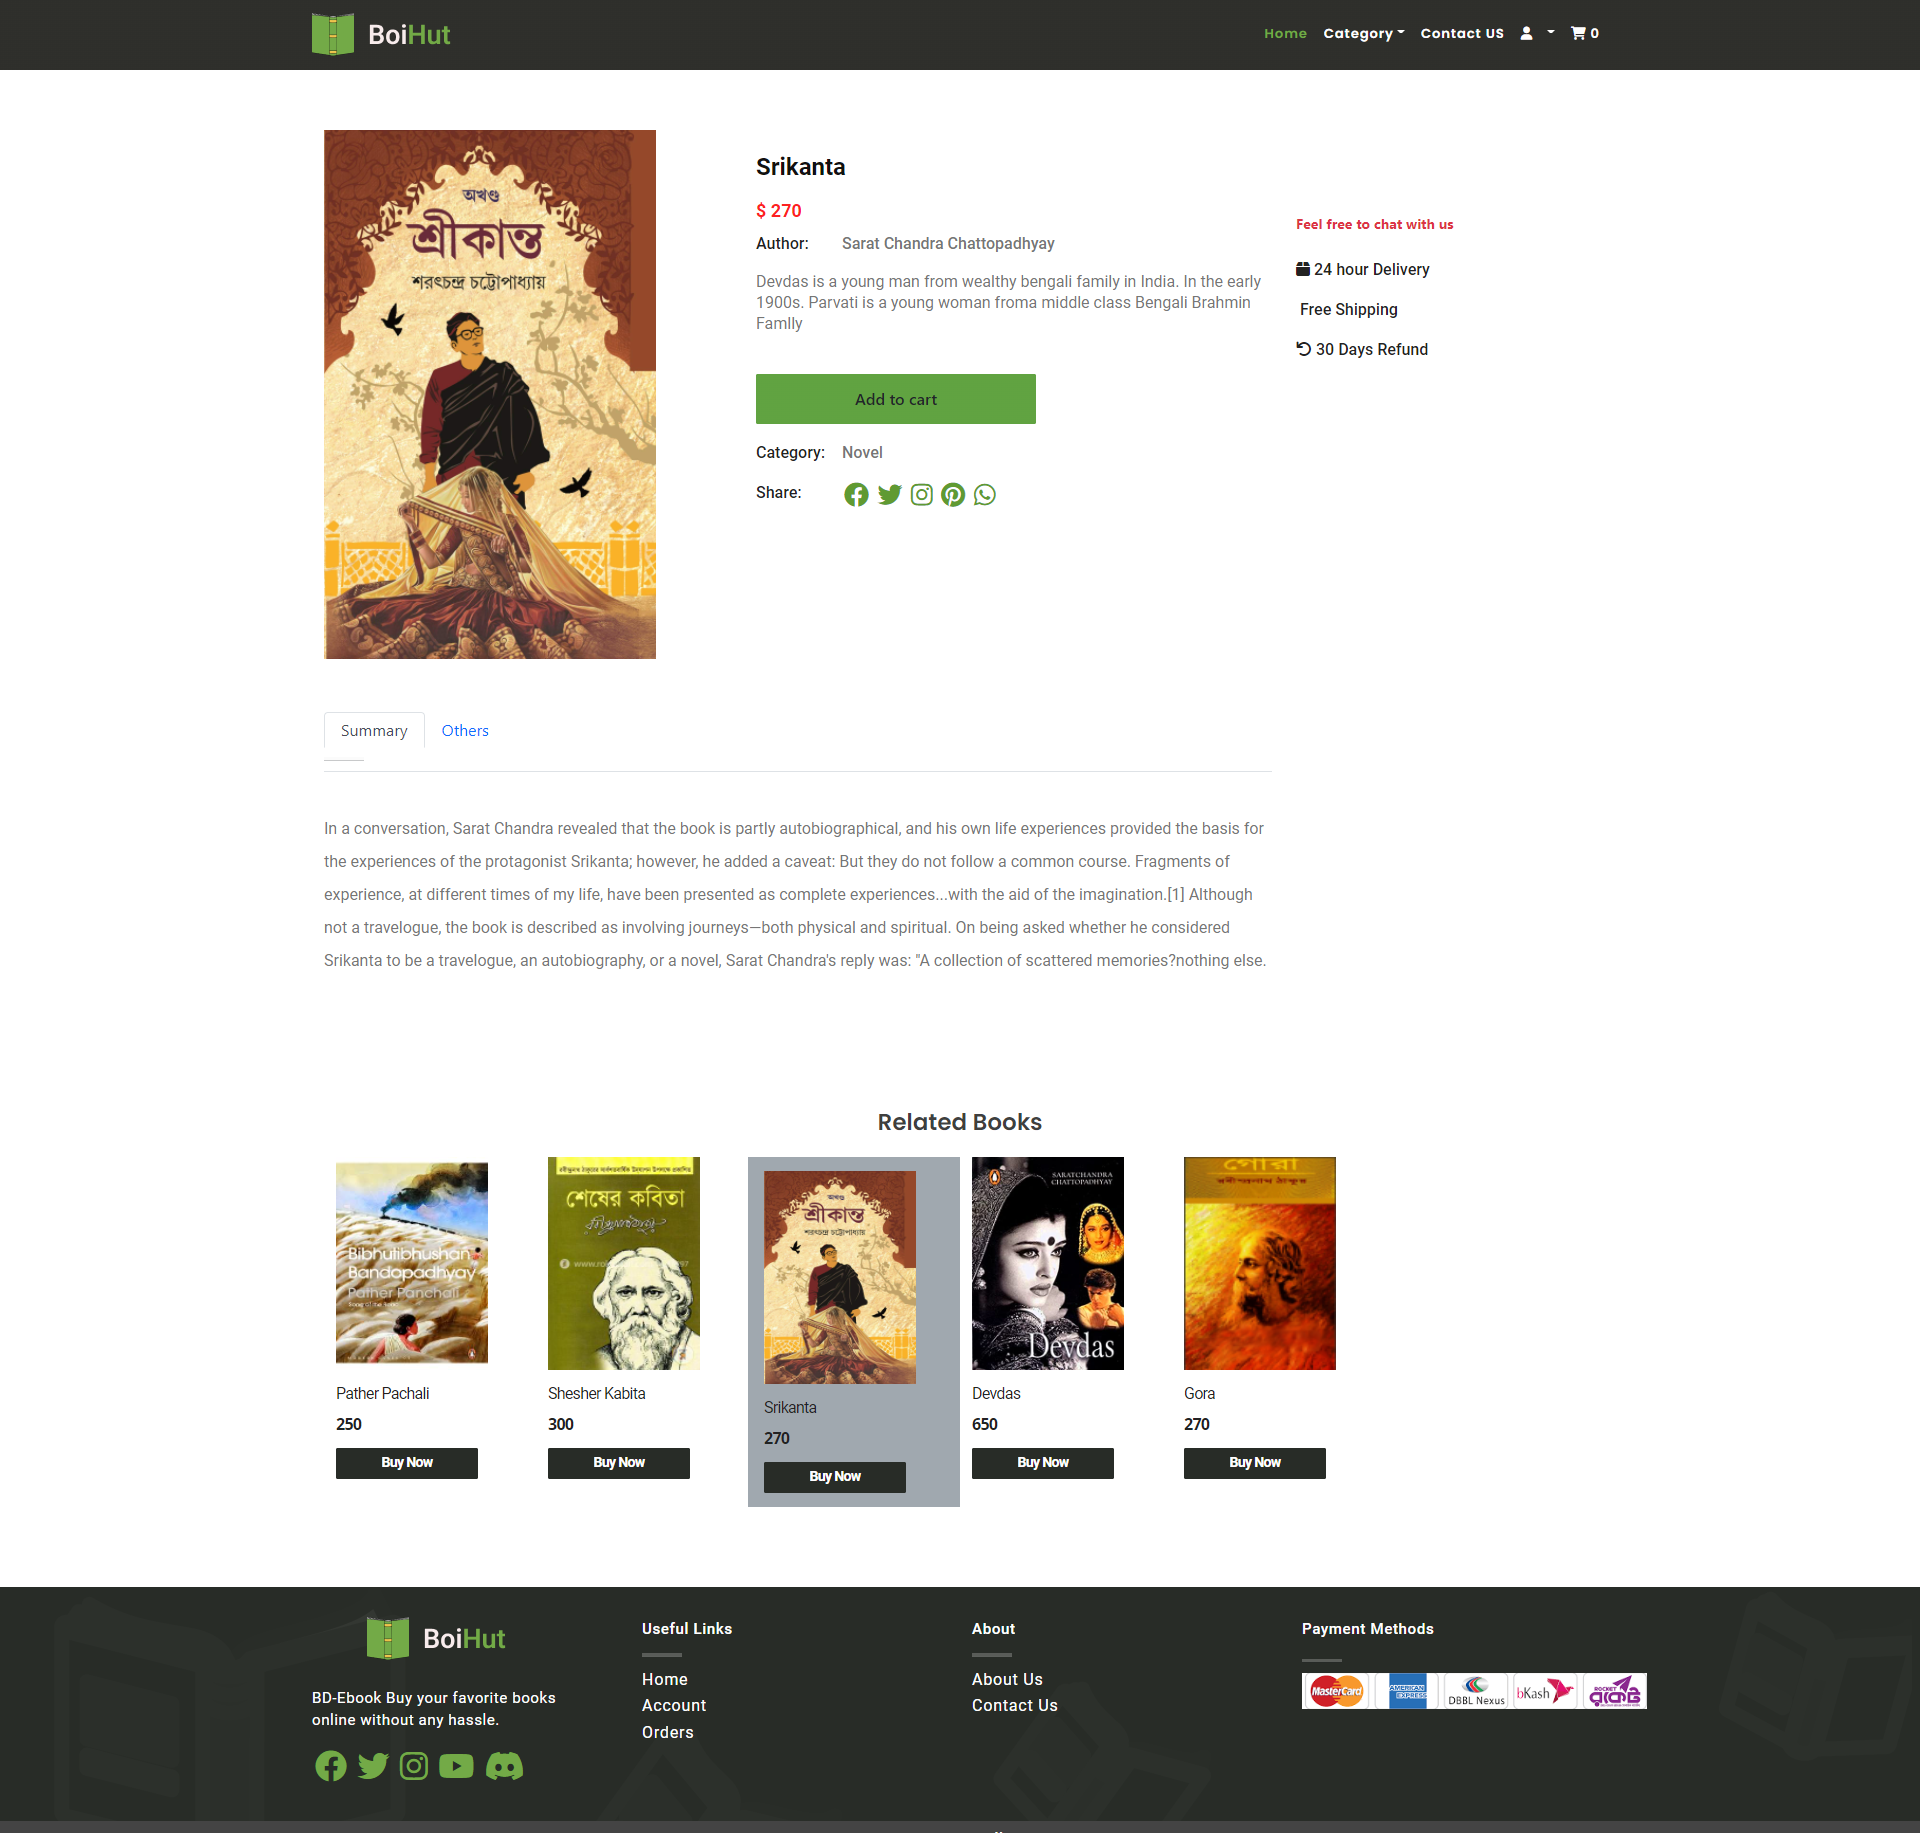 BoiHut
Home Category Contact US 0
অখণ্ড
শ্রীকান্ত
শরৎচন্দ্র চট্টোপাধ্যায়
Srikanta
$ 270
Author: Sarat Chandra Chattopadhyay
Devdas is a young man from wealthy bengali family in India. In the early
1900s. Parvati is a young woman froma middle class Bengali Brahmin
Famlly
Add to cart
Category: Novel
Share:
Feel free to chat with us
24 hour Delivery
Free Shipping
30 Days Refund
Summary Others
In a conversation, Sarat Chandra revealed that the book is partly autobiographical, and his own life experiences provided the basis for
the experiences of the protagonist Srikanta; however, he added a caveat: But they do not follow a common course. Fragments of
experience, at different times of my life, have been presented as complete experiences...with the aid of the imagination.[1] Although
not a travelogue, the book is described as involving journeys—both physical and spiritual. On being asked whether he considered
Srikanta to be a travelogue, an autobiography, or a novel, Sarat Chandra's reply was: "A collection of scattered memories?nothing else.
Related Books
Bibhutibhushan
Bandopadhyay
Pather Panchali
Song of the Road
Pather Pachali
250
Buy Now
শেষের কবিতা
Shesher Kabita
300
Buy Now
অখণ্ড
শ্রীকান্ত
শরৎচন্দ্র চট্টোপাধ্যায়
Srikanta
270
Buy Now
SARATCHANDRA
CHATTOPADHYAY
Devdas
Devdas
650
Buy Now
গোরা
রবীন্দ্রনাথ ঠাকুর
Gora
270
Buy Now
BoiHut
BD-Ebook Buy your favorite books
online without any hassle.
Useful Links
Home
Account
Orders
About
About Us
Contact Us
Payment Methods
MasterCard AMERICAN EXPRESS DBBL Nexus bKash ROCKET রকেট